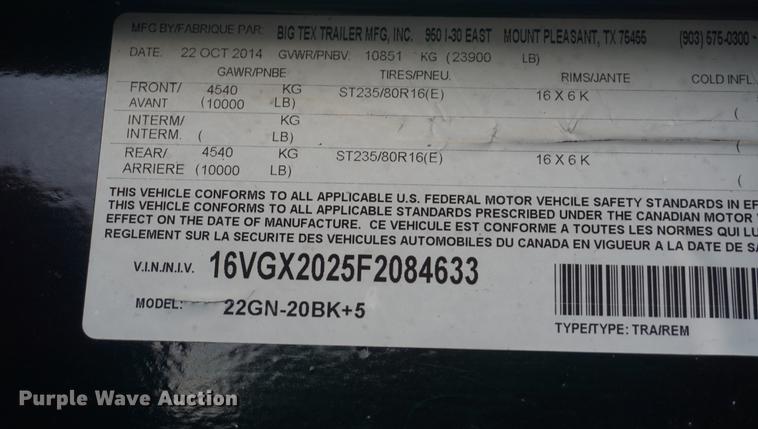 MFG BY/FABRIQUE PAR: BIG TEX TRAILER MFG, INC. 950 I-30 EAST MOUNT PLEASANT, TX 75455 (903) 575-0300
DATE: 22 OCT 2014 GVWR/PNBV: 10851 KG (23900 LB)
GAWR/PNBE TIRES/PNEU. RIMS/JANTE COLD INFL.
FRONT/ 4540 KG ST235/80R16(E) 16 X 6 K
AVANT (10000 LB) (
INTERM/ KG
INTERM. ( LB) (
REAR/ 4540 KG ST235/80R16(E) 16 X 6 K
ARRIERE (10000 LB) (
THIS VEHICLE CONFORMS TO ALL APPLICABLE U.S. FEDERAL MOTOR VEHCILE SAFETY STANDARDS IN EF
THIS VEHICLE CONFORMS TO ALL APPLICABLE STANDARDS PRESCRIBED UNDER THE CANADIAN MOTOR
EFFECT ON THE DATE OF MANUFACTURE. CE VEHICULE EST CONFORME A TOUTES LES NORMES QUI LU
REGLEMENT SUR LA SECURITE DES VEHICULES AUTOMOBILES DU CANADA EN VIGUEUR A LA DATE DE SA
V.I.N./N.I.V. 16VGX2025F2084633
MODEL: 22GN-20BK+5
TYPE/TYPE: TRA/REM
Purple Wave Auction